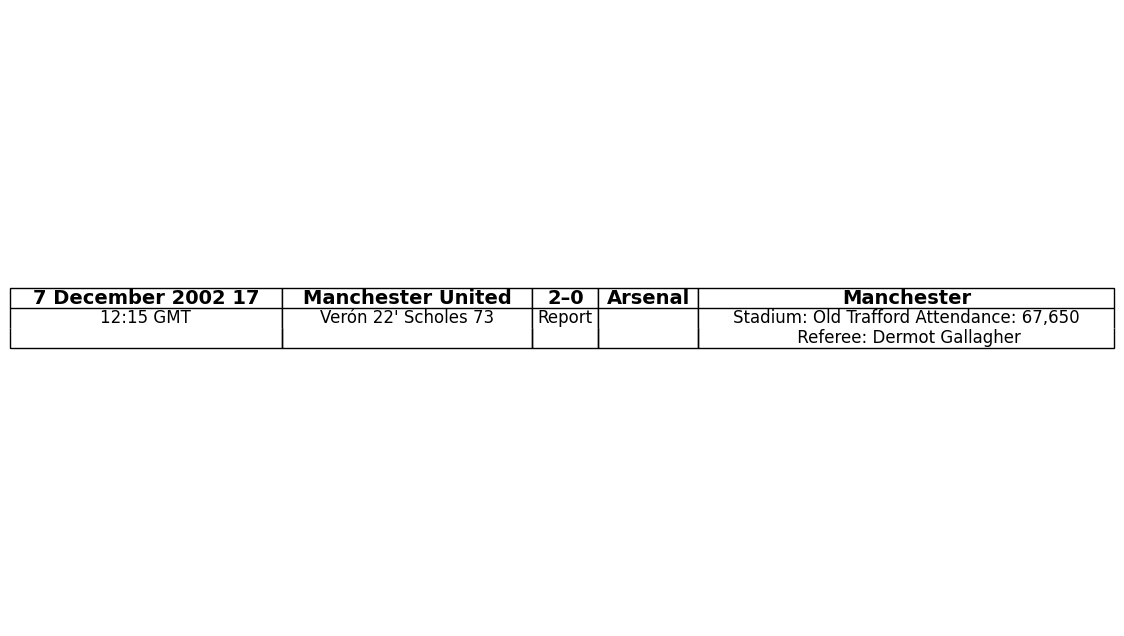 7 December 2002 17 Manchester United 2–0 Arsenal Manchester
12:15 GMT Verón 22' Scholes 73 Report Stadium: Old Trafford Attendance: 67,650
Referee: Dermot Gallagher